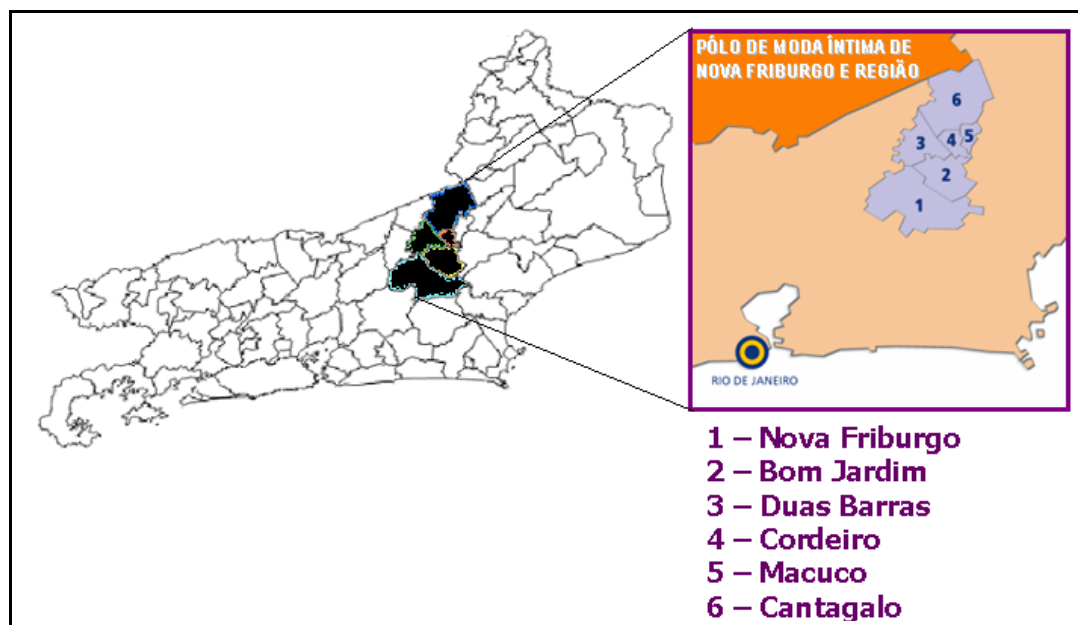 PÓLO DE MODA ÍNTIMA DE
NOVA FRIBURGO E REGIÃO
6
5
4
3
2
1
RIO DE JANEIRO
1 – Nova Friburgo
2 – Bom Jardim
3 – Duas Barras
4 – Cordeiro
5 – Macuco
6 – Cantagalo